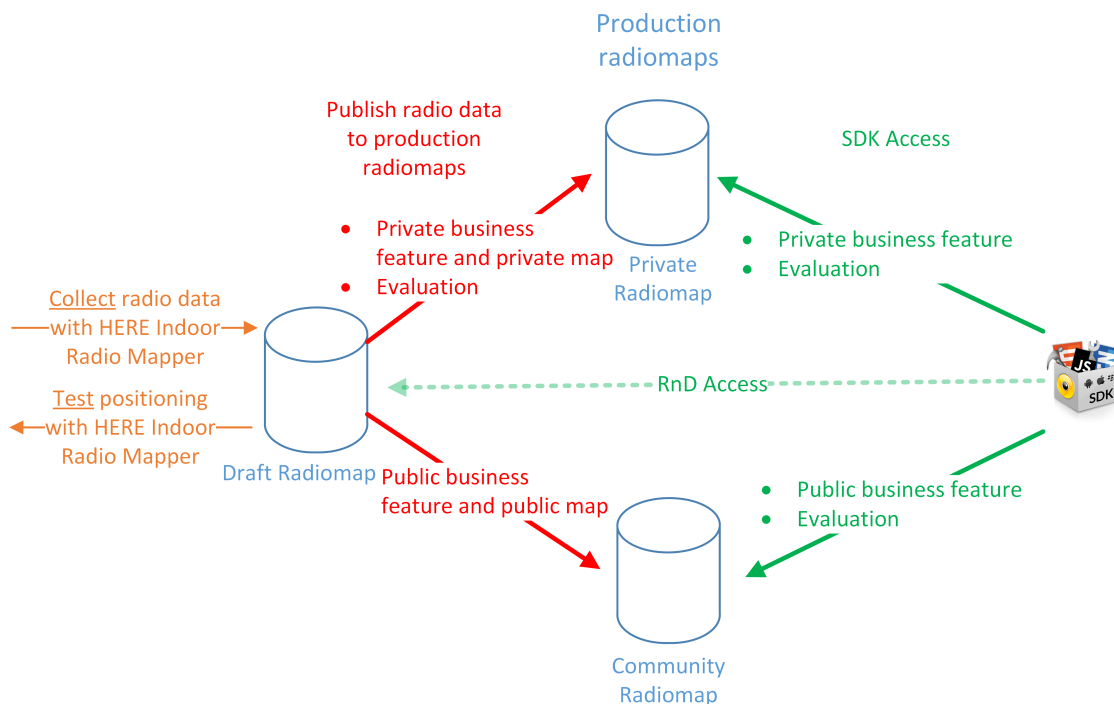 Production
radiomaps
Publish radio data
to production
radiomaps
SDK Access
• Private business
feature and private map
• Evaluation
• Private business feature
• Evaluation
Private
Radiomap
Collect radio data
with HERE Indoor
Radio Mapper
RnD Access
JS
SDK
Test positioning
with HERE Indoor
Radio Mapper
Draft Radiomap
Public business
feature and public map
• Public business feature
• Evaluation
Community
Radiomap